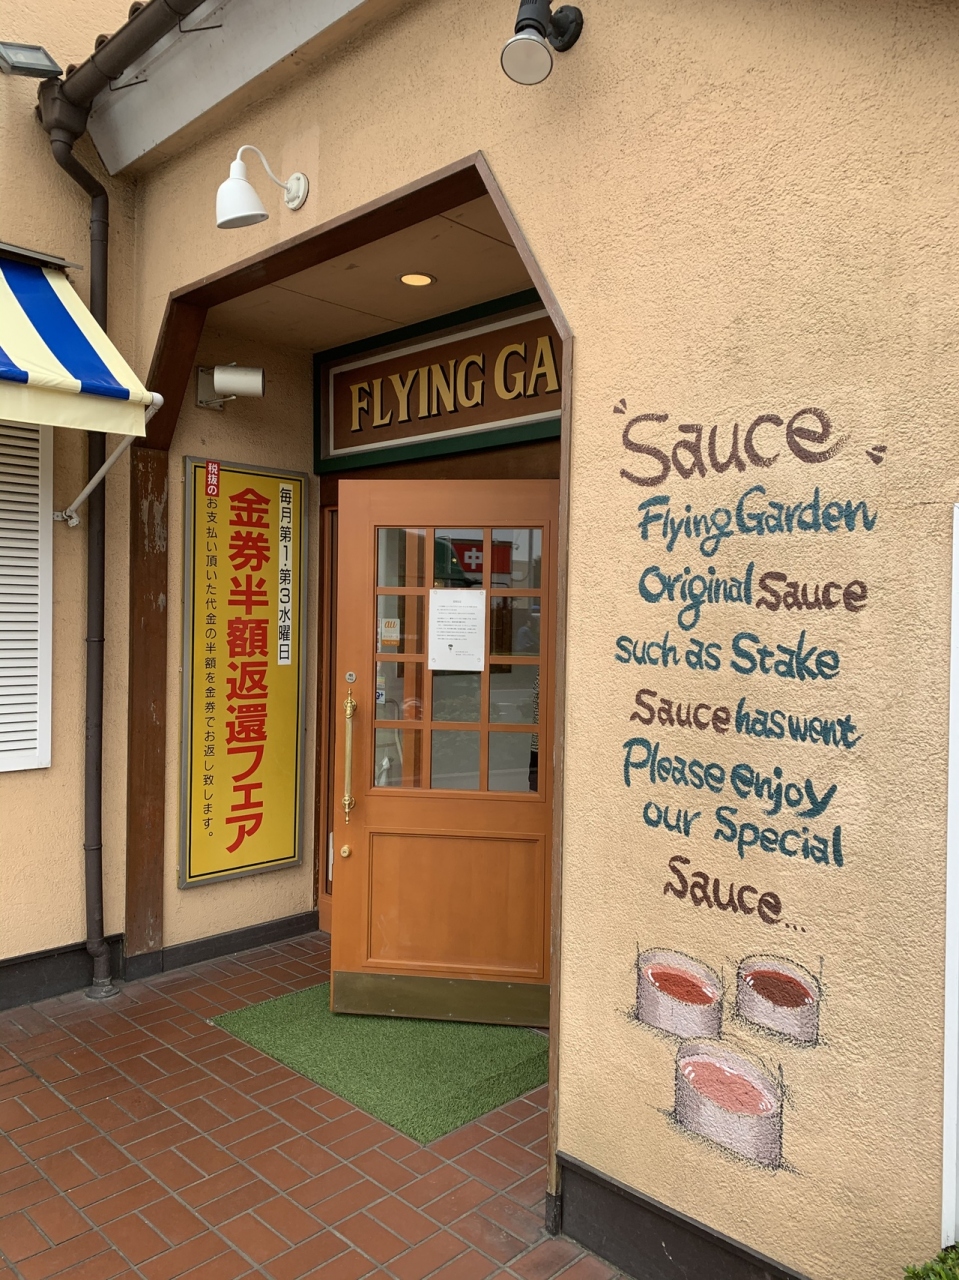 FLYING GA
毎月第1・第3水曜日
金券半額返還フェア
税抜の
お支払い頂いた代金の半額を金券でお返し致します。
中
"Sauce"
Flying Garden
Original Sauce
such as Stake
Sauce has went
Please enjoy
our Special
Sauce...